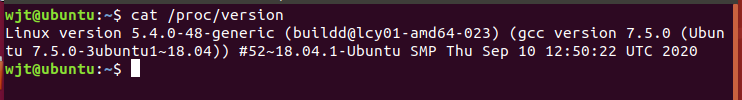 wjt@ubuntu:~$ cat /proc/version
Linux version 5.4.0-48-generic (buildd@lcy01-amd64-023) (gcc version 7.5.0 (Ubun
tu 7.5.0-3ubuntu1~18.04)) #52~18.04.1-Ubuntu SMP Thu Sep 10 12:50:22 UTC 2020
wjt@ubuntu:~$